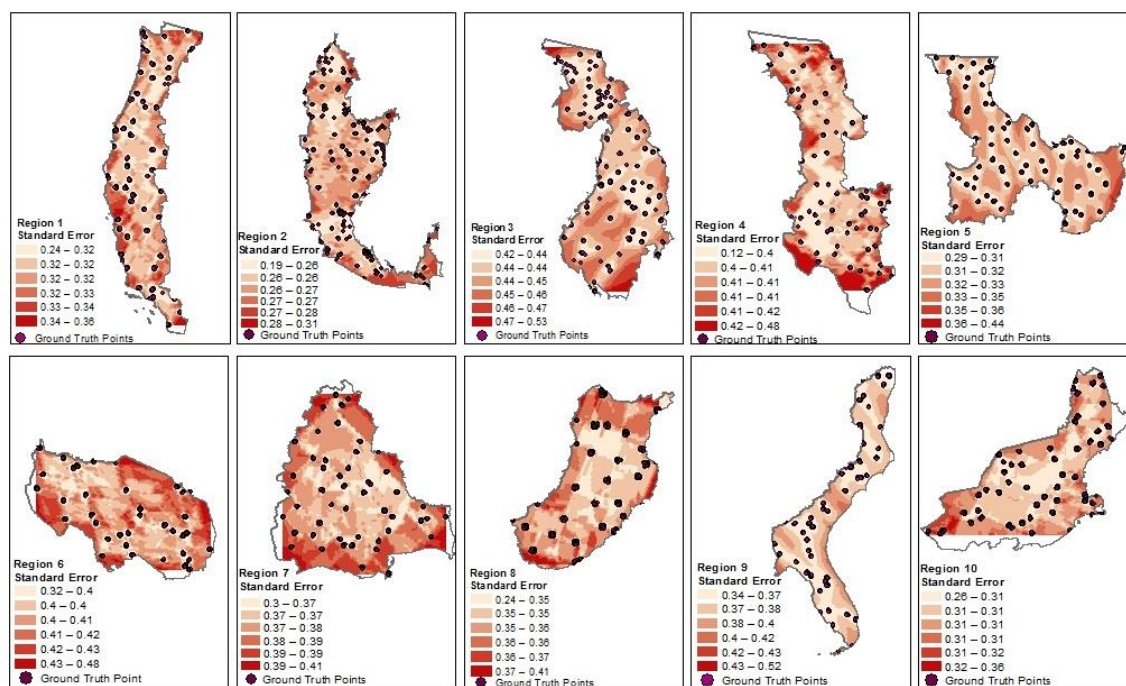 Region 1
Standard Error
0.24 – 0.32
0.32 – 0.32
0.32 – 0.32
0.32 – 0.33
0.33 – 0.34
0.34 – 0.36
Ground Truth Points
Region 2
Standard Error
0.19 – 0.26
0.26 – 0.26
0.26 – 0.27
0.27 – 0.27
0.27 – 0.28
0.28 – 0.31
Ground Truth Points
Region 3
Standard Error
0.42 – 0.44
0.44 – 0.44
0.44 – 0.45
0.45 – 0.46
0.46 – 0.47
0.47 – 0.53
Ground Truth Points
Region 4
Standard Error
0.12 – 0.4
0.4 – 0.41
0.41 – 0.41
0.41 – 0.41
0.41 – 0.42
0.42 – 0.48
Ground Truth Points
Region 5
Standard Error
0.29 – 0.31
0.31 – 0.32
0.32 – 0.33
0.33 – 0.35
0.35 – 0.36
0.36 – 0.44
Ground Truth Points
Region 6
Standard Error
0.32 – 0.4
0.4 – 0.4
0.4 – 0.41
0.41 – 0.42
0.42 – 0.43
0.43 – 0.48
Ground Truth Point
Region 7
Standard Error
0.3 – 0.37
0.37 – 0.37
0.37 – 0.38
0.38 – 0.39
0.39 – 0.39
0.39 – 0.41
Ground Truth Points
Region 8
Standard Error
0.24 – 0.35
0.35 – 0.35
0.35 – 0.36
0.36 – 0.36
0.36 – 0.37
0.37 – 0.41
Ground Truth Points
Region 9
Standard Error
0.34 – 0.37
0.37 – 0.38
0.38 – 0.4
0.4 – 0.42
0.42 – 0.43
0.43 – 0.52
Ground Truth Points
Region 10
Standard Error
0.26 – 0.31
0.31 – 0.31
0.31 – 0.31
0.31 – 0.31
0.31 – 0.32
0.32 – 0.36
Ground Truth Points